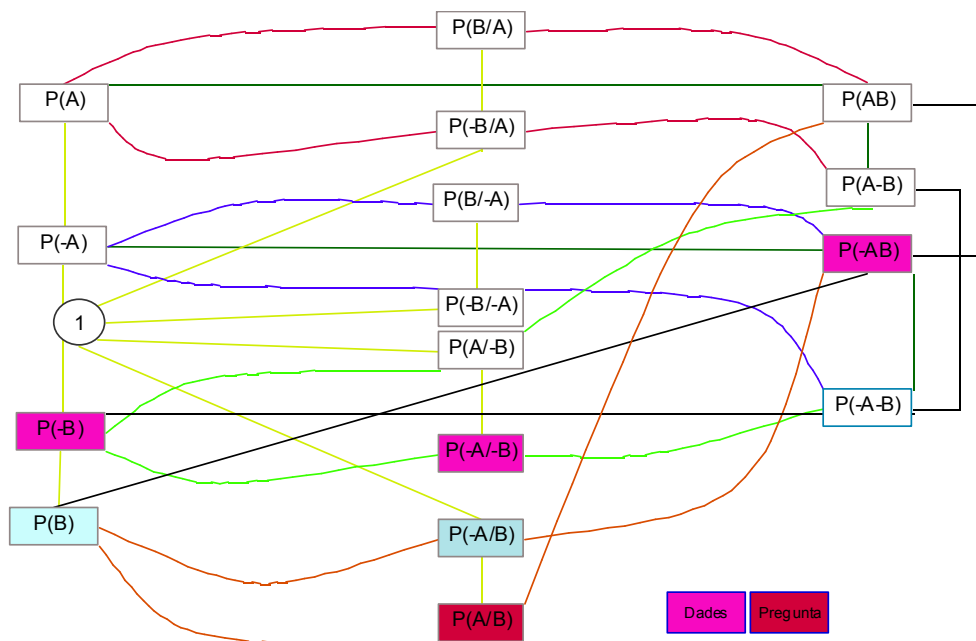 P(B/A)
P(A)
P(AB)
P(-B/A)
P(A-B)
P(B/-A)
P(-A)
P(-AB)
P(-B/-A)
1
P(A/-B)
P(-A-B)
P(-B)
P(-A/-B)
P(B)
P(-A/B)
P(A/B)
Dades
Pregunta